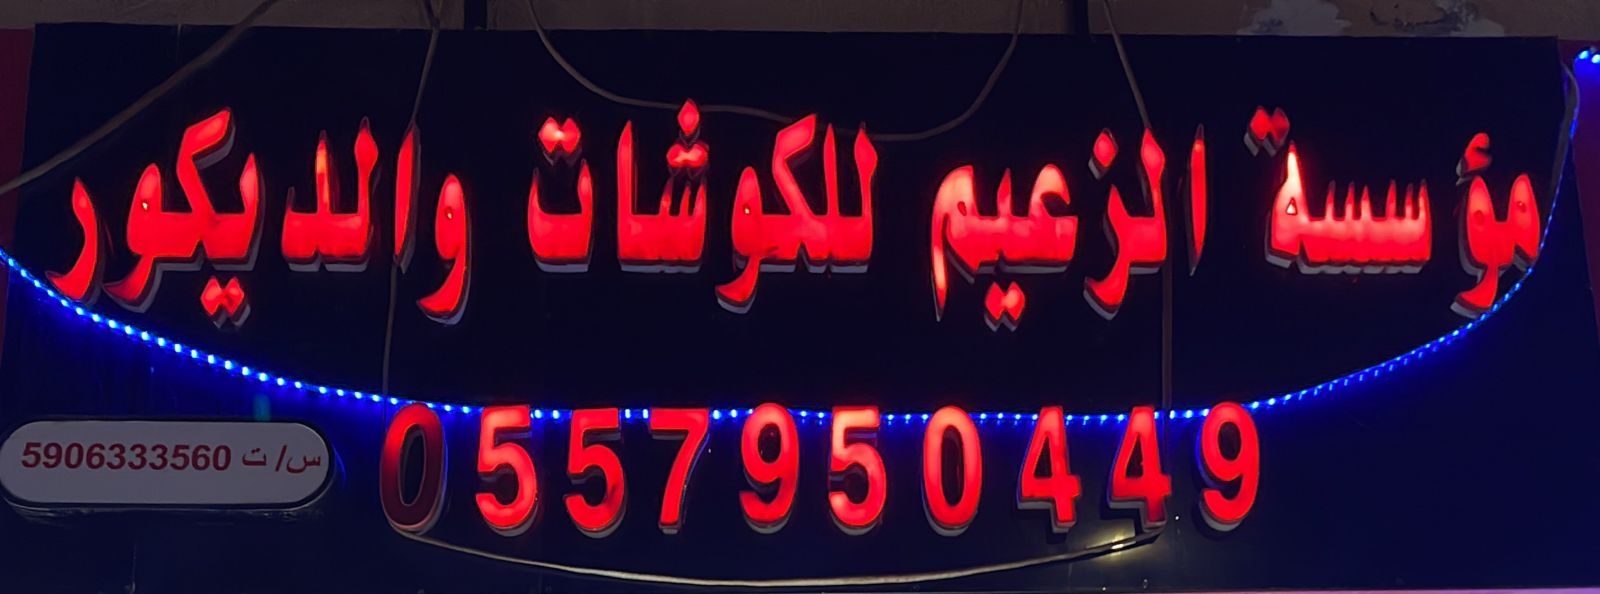 مؤسسة الزعيم للكوشات والديكور
0557950449
س/ ت 5906333560